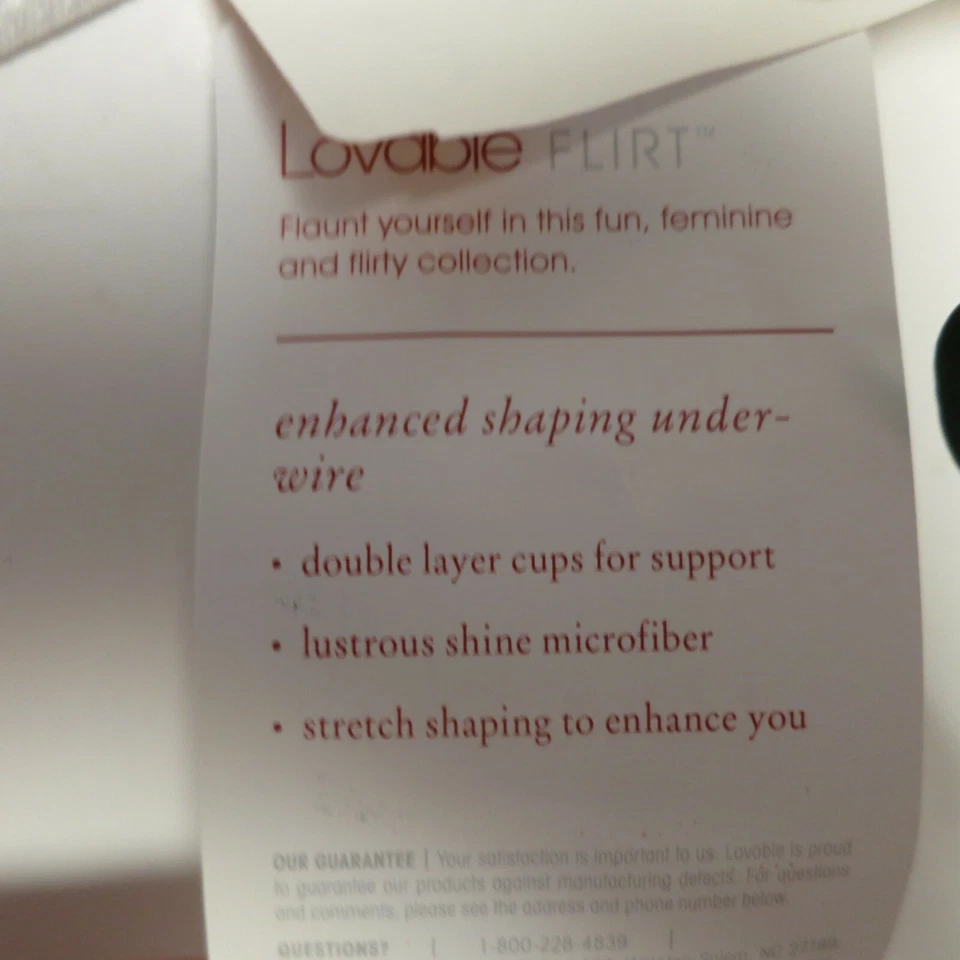 Lovable FLIRT™
Flaunt yourself in this fun, feminine
and flirty collection.
enhanced shaping under-
wire
• double layer cups for support
• lustrous shine microfiber
• stretch shaping to enhance you
OUR GUARANTEE | Your satisfaction is important to us. Lovable is proud
to guarantee our products against manufacturing defects. For questions
and comments, please see the address and phone number below.
QUESTIONS? | 1-800-228-4839 |
Salem, NC 27199